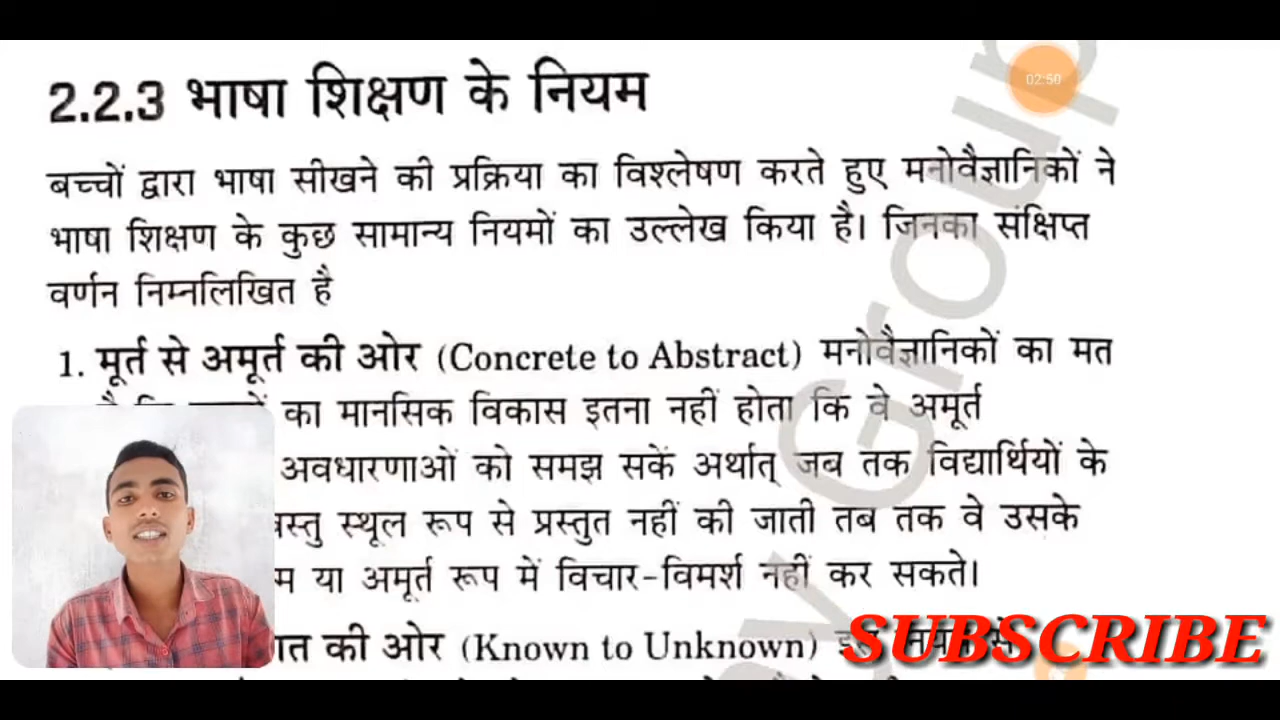 02:50
2.2.3 भाषा शिक्षण के नियम
बच्चों द्वारा भाषा सीखने की प्रक्रिया का विश्लेषण करते हुए मनोवैज्ञानिकों ने
भाषा शिक्षण के कुछ सामान्य नियमों का उल्लेख किया है। जिनका संक्षिप्त
वर्णन निम्नलिखित है
1. मूर्त से अमूर्त की ओर (Concrete to Abstract) मनोवैज्ञानिकों का मत
का मानसिक विकास इतना नहीं होता कि वे अमूर्त
अवधारणाओं को समझ सकें अर्थात् जब तक विद्यार्थियों के
स्थूल रूप से प्रस्तुत नहीं की जाती तब तक वे उसके
या अमूर्त रूप में विचार-विमर्श नहीं कर सकते।
की ओर (Known to Unknown)
SUBSCRIBE
Group